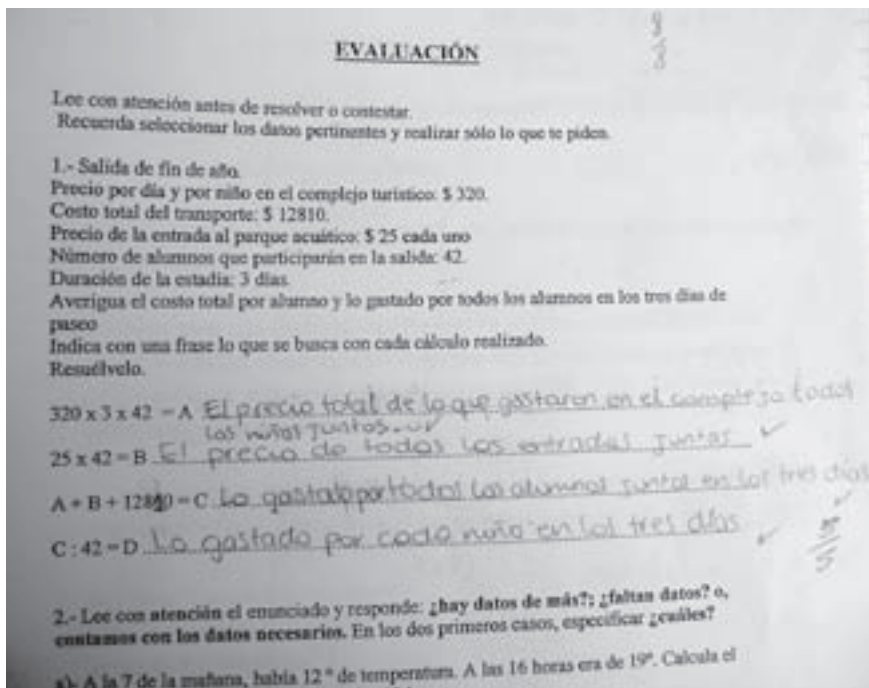 8
8
EVALUACIÓN
Lee con atención antes de resolver o contestar.
Recuerda seleccionar los datos pertinentes y realizar sólo lo que te piden.
1.- Salida de fin de año.
Precio por día y por niño en el complejo turístico: $ 320.
Costo total del transporte: $ 12810.
Precio de la entrada al parque acuático: $ 25 cada uno
Número de alumnos que participarán en la salida: 42.
Duración de la estadía: 3 días.
Averigua el costo total por alumno y lo gastado por todos los alumnos en los tres días de
paseo
Indica con una frase lo que se busca con cada cálculo realizado.
Resuélvelo.
320 x 3 x 42 = A El precio total de lo que gastaron en el complejo todos
los niños juntos.
25 x 42 = B El precio de todos las entradas juntas
A + B + 12810 = C Lo gastado por todos los alumnos juntos en los tres días
C : 42 = D Lo gastado por cada niño en los tres días
5
5
2.- Lee con atención el enunciado y responde: ¿hay datos de más?; ¿faltan datos? o,
contamos con los datos necesarios. En los dos primeros casos, especificar ¿cuáles?
a)- A la 7 de la mañana, había 12 ° de temperatura. A las 16 horas era de 19°. Calcula el